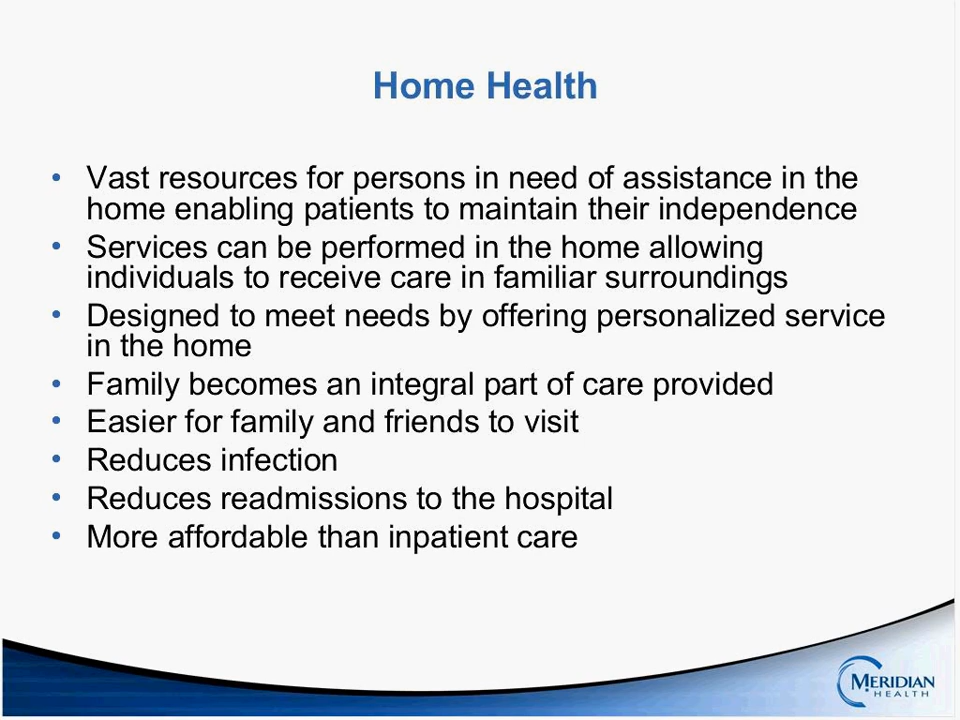 Home Health
• Vast resources for persons in need of assistance in the
home enabling patients to maintain their independence
• Services can be performed in the home allowing
individuals to receive care in familiar surroundings
• Designed to meet needs by offering personalized service
in the home
• Family becomes an integral part of care provided
• Easier for family and friends to visit
• Reduces infection
• Reduces readmissions to the hospital
• More affordable than inpatient care
MERIDIAN
HEALTH